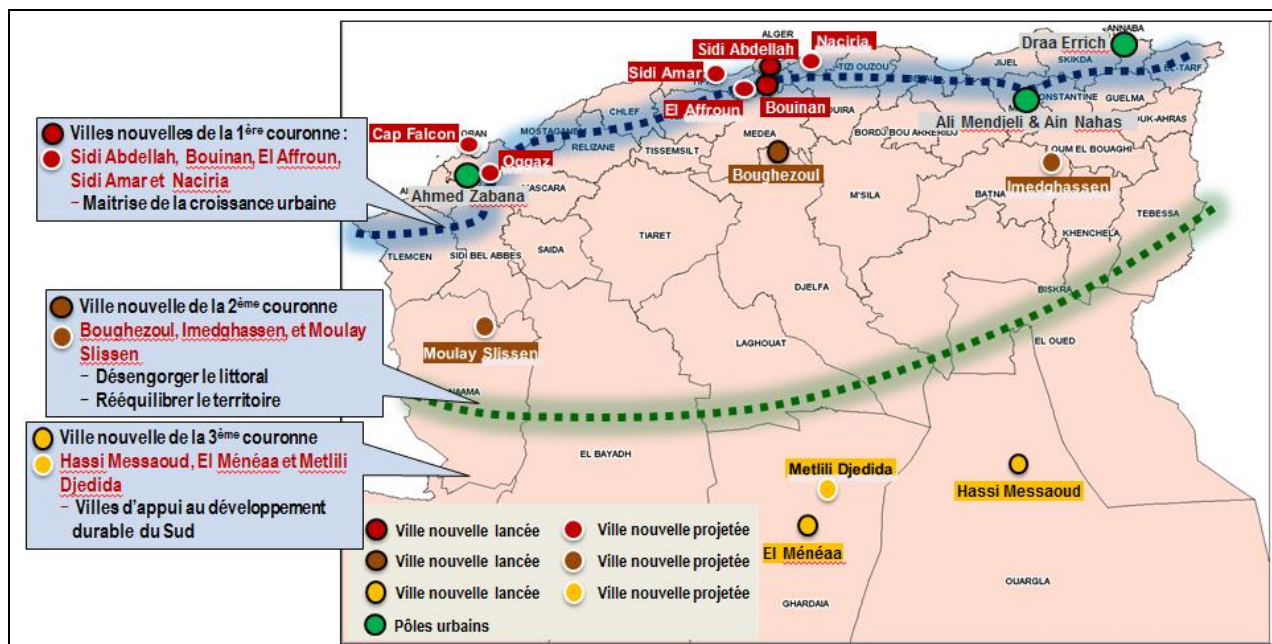 Villes nouvelles de la 1ère couronne :
Sidi Abdellah, Bouinan, El Affroun,
Sidi Amar et Naciria
– Maitrise de la croissance urbaine
Ville nouvelle de la 2ème couronne
Boughezoul, Imedghassen, et Moulay
Slissen
– Désengorger le littoral
– Rééquilibrer le territoire
Ville nouvelle de la 3ème couronne
Hassi Messaoud, El Ménéaa et Metlili
Djedida
– Villes d'appui au développement
durable du Sud
ALGER
ANNABA
Sidi Abdellah
Naciria
Draa Errich
Sidi Amar
TIZI OUZOU
JIJEL
SKIKDA
EL-TARF
El Affroun
Bouinan
CONSTANTINE
GUELMA
CHLEF
Ali Mendjeli & Ain Nahas
Cap Falcon
ORAN
MOSTAGANEM
RELIZANE
TISSEMSILT
MEDEA
BORDJ BOU ARRERIDJ
OUM EL BOUAGHI
Oggaz
Boughezoul
Imedghassen
Ahmed Zabana
MASCARA
M'SILA
BATNA
TEBESSA
TLEMCEN
SIDI BEL ABBES
SAIDA
TIARET
KHENCHELA
DJELFA
BISKRA
Moulay Slissen
LAGHOUAT
EL OUED
NAAMA
EL BAYADH
Metlili Djedida
Hassi Messaoud
El Ménéaa
OUARGLA
GHARDAIA
Ville nouvelle lancée
Ville nouvelle projetée
Ville nouvelle lancée
Ville nouvelle projetée
Ville nouvelle lancée
Ville nouvelle projetée
Pôles urbains